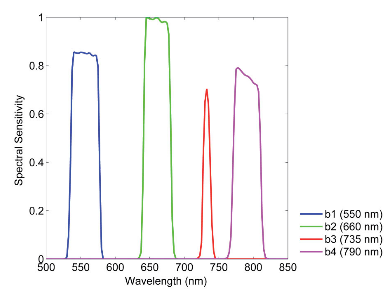 Spectral Sensitivity
1
0.8
0.6
0.4
0.2
0
500 550 600 650 700 750 800 850
Wavelength (nm)
b1 (550 nm)
b2 (660 nm)
b3 (735 nm)
b4 (790 nm)